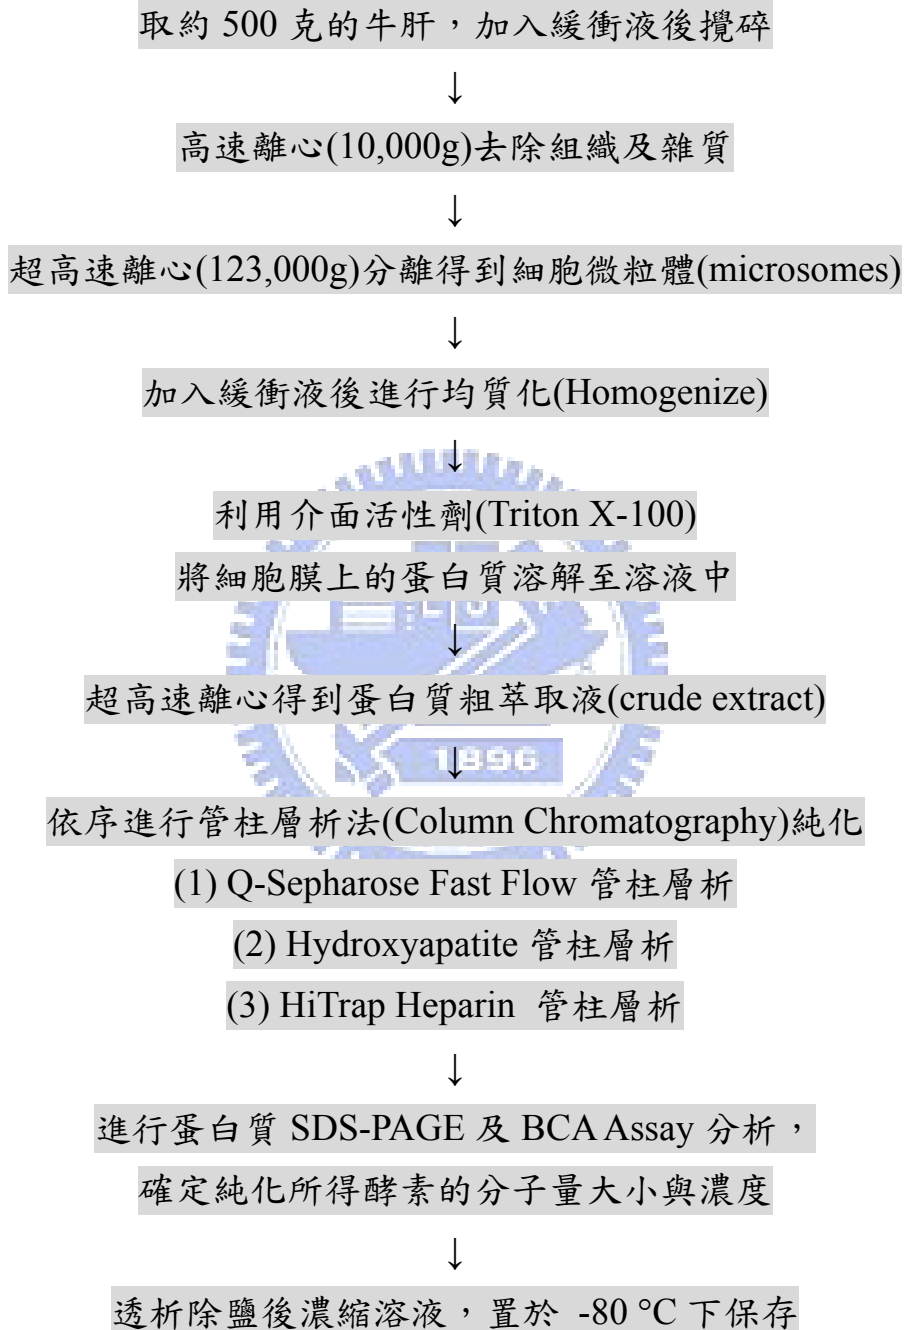 取約 500 克的牛肝，加入緩衝液後攪碎
↓
高速離心(10,000g)去除組織及雜質
↓
超高速離心(123,000g)分離得到細胞微粒體(microsomes)
↓
加入緩衝液後進行均質化(Homogenize)
↓
利用介面活性劑(Triton X-100)
將細胞膜上的蛋白質溶解至溶液中
↓
超高速離心得到蛋白質粗萃取液(crude extract)
↓
1896
依序進行管柱層析法(Column Chromatography)純化
(1) Q-Sepharose Fast Flow 管柱層析
(2) Hydroxyapatite 管柱層析
(3) HiTrap Heparin 管柱層析
↓
進行蛋白質 SDS-PAGE 及 BCA Assay 分析，
確定純化所得酵素的分子量大小與濃度
↓
透析除鹽後濃縮溶液，置於 -80 °C 下保存